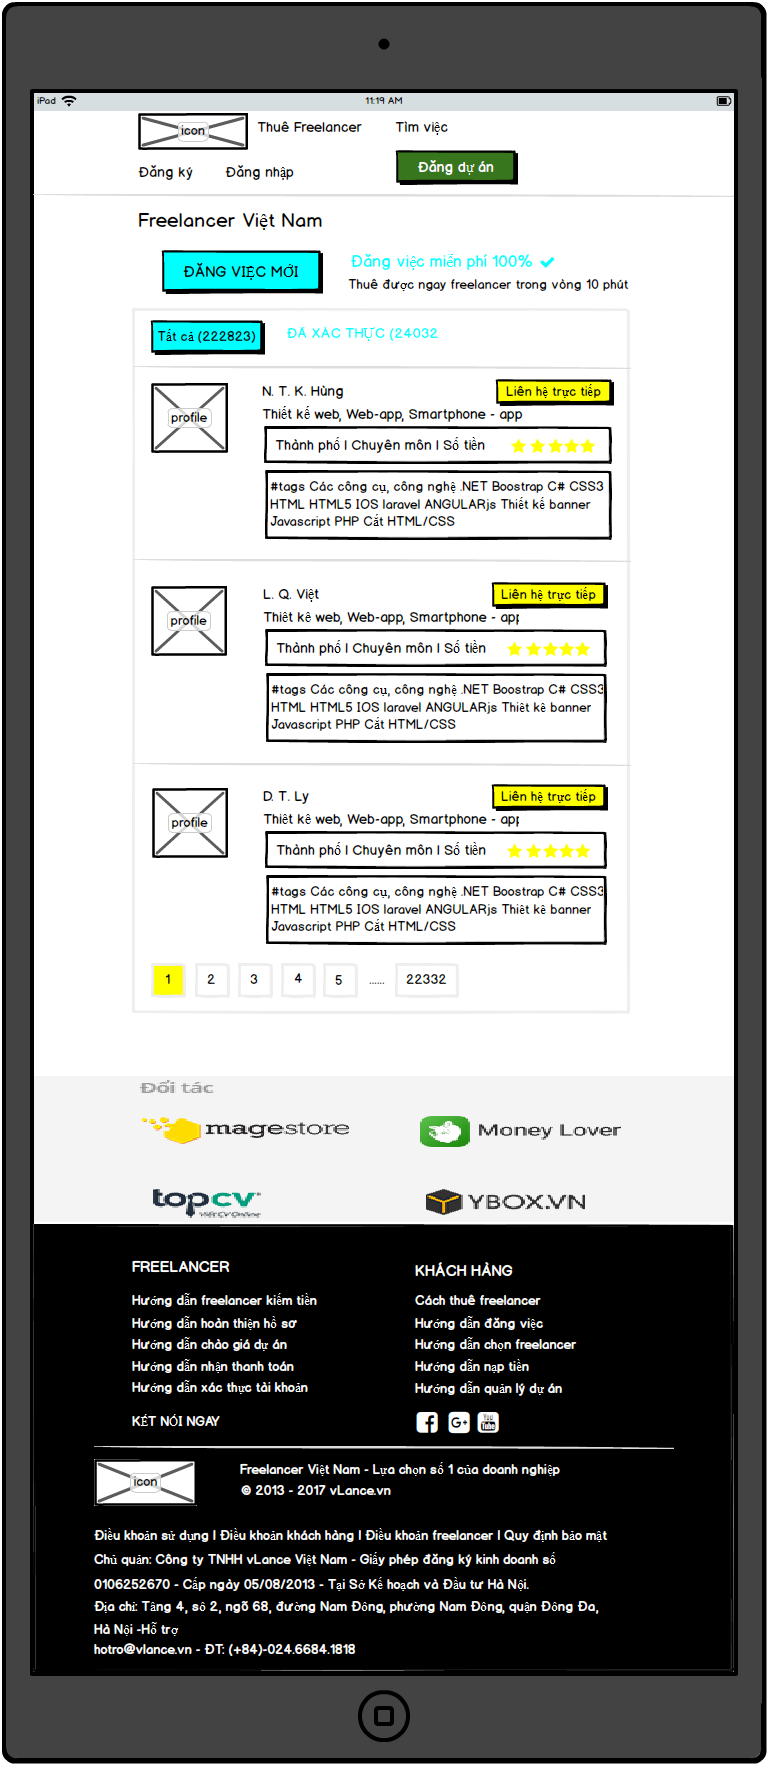 iPad 11:19 AM
icon Thuê Freelancer Tìm việc
Đăng ký Đăng nhập Đăng dự án
Freelancer Việt Nam
ĐĂNG VIỆC MỚI
Đăng việc miễn phí 100%
Thuê được ngay freelancer trong vòng 10 phút
Tất cả (222823) ĐÃ XÁC THỰC (24032
profile
N. T. K. Hùng Liên hệ trực tiếp
Thiết kế web, Web-app, Smartphone - app
Thành phố | Chuyên môn | Số tiền
#tags Các công cụ, công nghệ .NET Boostrap C# CSS3
HTML HTML5 IOS laravel ANGULARjs Thiết kế banner
Javascript PHP Cắt HTML/CSS
profile
L. Q. Việt Liên hệ trực tiếp
Thiết kế web, Web-app, Smartphone - app
Thành phố | Chuyên môn | Số tiền
#tags Các công cụ, công nghệ .NET Boostrap C# CSS3
HTML HTML5 IOS laravel ANGULARjs Thiết kế banner
Javascript PHP Cắt HTML/CSS
profile
D. T. Ly Liên hệ trực tiếp
Thiết kế web, Web-app, Smartphone - app
Thành phố | Chuyên môn | Số tiền
#tags Các công cụ, công nghệ .NET Boostrap C# CSS3
HTML HTML5 IOS laravel ANGULARjs Thiết kế banner
Javascript PHP Cắt HTML/CSS
1 2 3 4 5 ...... 22332
Đối tác
magestore Money Lover
topcv YBOX.VN
Viết CV Online
FREELANCER
Hướng dẫn freelancer kiếm tiền
Hướng dẫn hoàn thiện hồ sơ
Hướng dẫn chào giá dự án
Hướng dẫn nhận thanh toán
Hướng dẫn xác thực tài khoản
KẾT NỐI NGAY
KHÁCH HÀNG
Cách thuê freelancer
Hướng dẫn đăng việc
Hướng dẫn chọn freelancer
Hướng dẫn nạp tiền
Hướng dẫn quản lý dự án
f G+ You Tube
icon
Freelancer Việt Nam - Lựa chọn số 1 của doanh nghiệp
© 2013 - 2017 vLance.vn
Điều khoản sử dụng | Điều khoản khách hàng | Điều khoản freelancer | Quy định bảo mật
Chủ quản: Công ty TNHH vLance Việt Nam - Giấy phép đăng ký kinh doanh số
0106252670 - Cấp ngày 05/08/2013 - Tại Sở Kế hoạch và Đầu tư Hà Nội.
Địa chỉ: Tầng 4, số 2, ngõ 68, đường Nam Đồng, phường Nam Đồng, quận Đống Đa,
Hà Nội -Hỗ trợ
hotro@vlance.vn - ĐT: (+84)-024.6684.1818